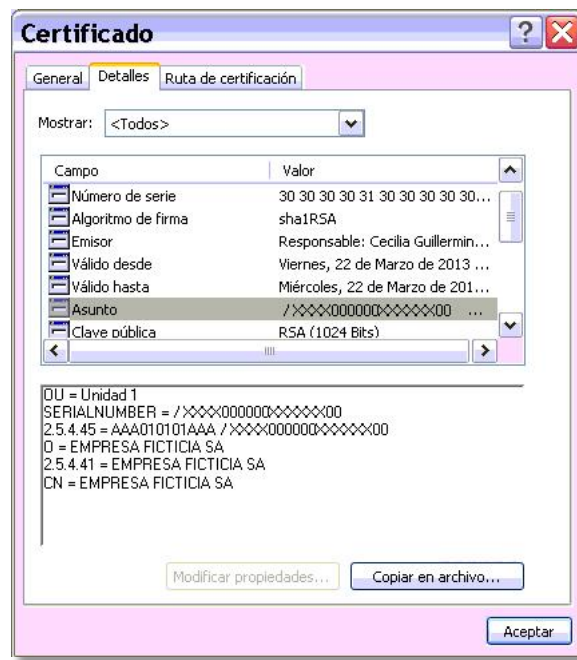 Certificado
General Detalles Ruta de certificación
Mostrar: <Todos>
Campo Valor
Número de serie 30 30 30 30 31 30 30 30 30 30...
Algoritmo de firma sha1RSA
Emisor Responsable: Cecilia Guillermin...
Válido desde Viernes, 22 de Marzo de 2013 ...
Válido hasta Miércoles, 22 de Marzo de 201...
Asunto / XXXX000000XXXXXX00 ...
Clave pública RSA (1024 Bits)
OU = Unidad 1
SERIALNUMBER = / XXXX000000XXXXXX00
2.5.4.45 = AAA010101AAA / XXXX000000XXXXXX00
O = EMPRESA FICTICIA SA
2.5.4.41 = EMPRESA FICTICIA SA
CN = EMPRESA FICTICIA SA
Modificar propiedades... Copiar en archivo...
Aceptar